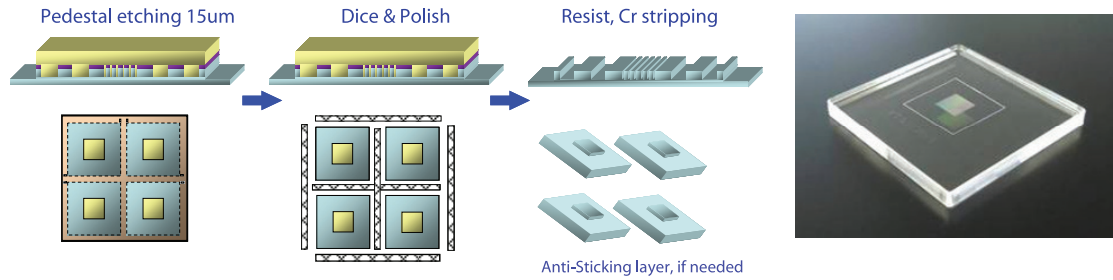 Pedestal etching 15um
Dice & Polish
Resist, Cr stripping
Anti-Sticking layer, if needed